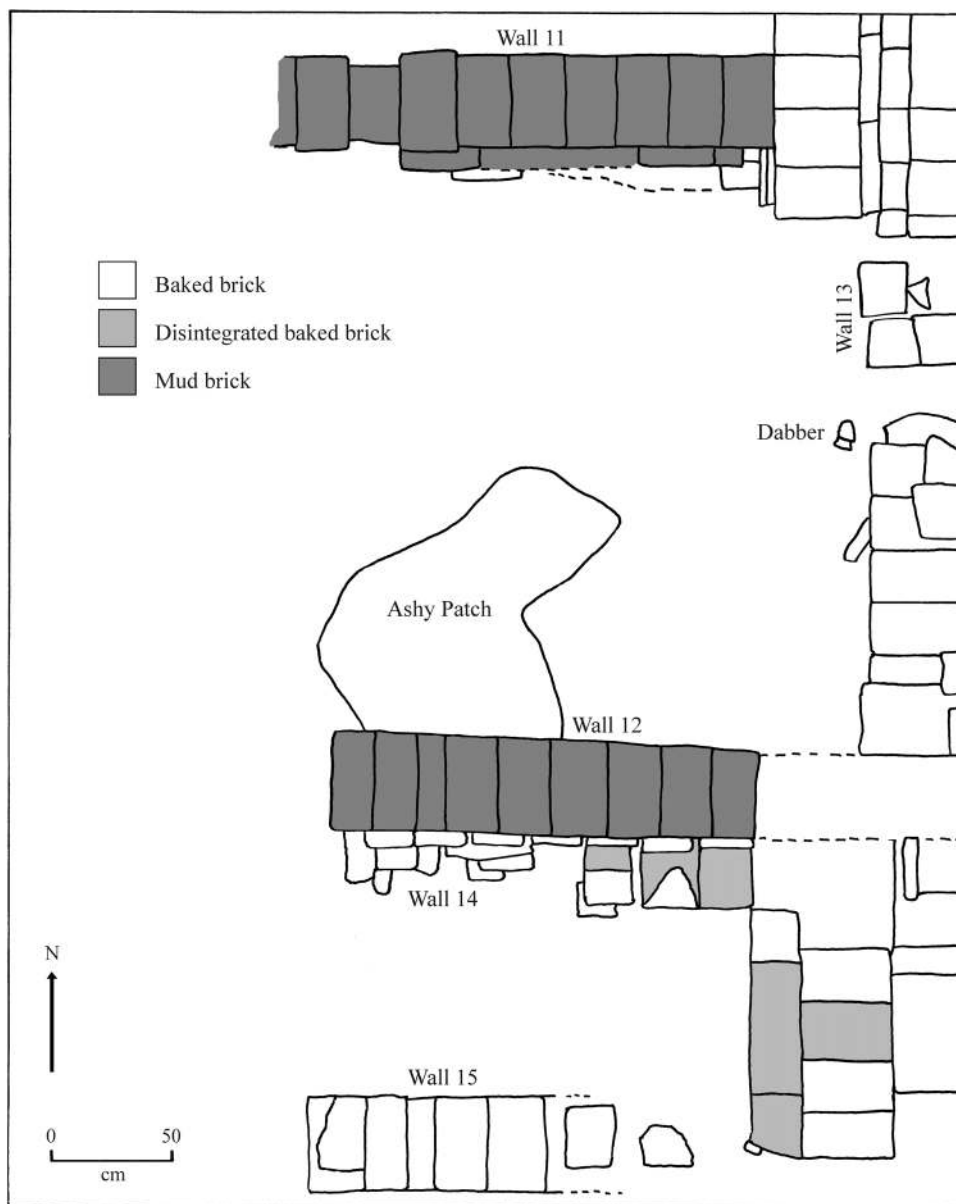 Wall 11
Baked brick
Disintegrated baked brick
Mud brick
Wall 13
Dabber
Ashy Patch
Wall 12
Wall 14
N
Wall 15
0 50
cm